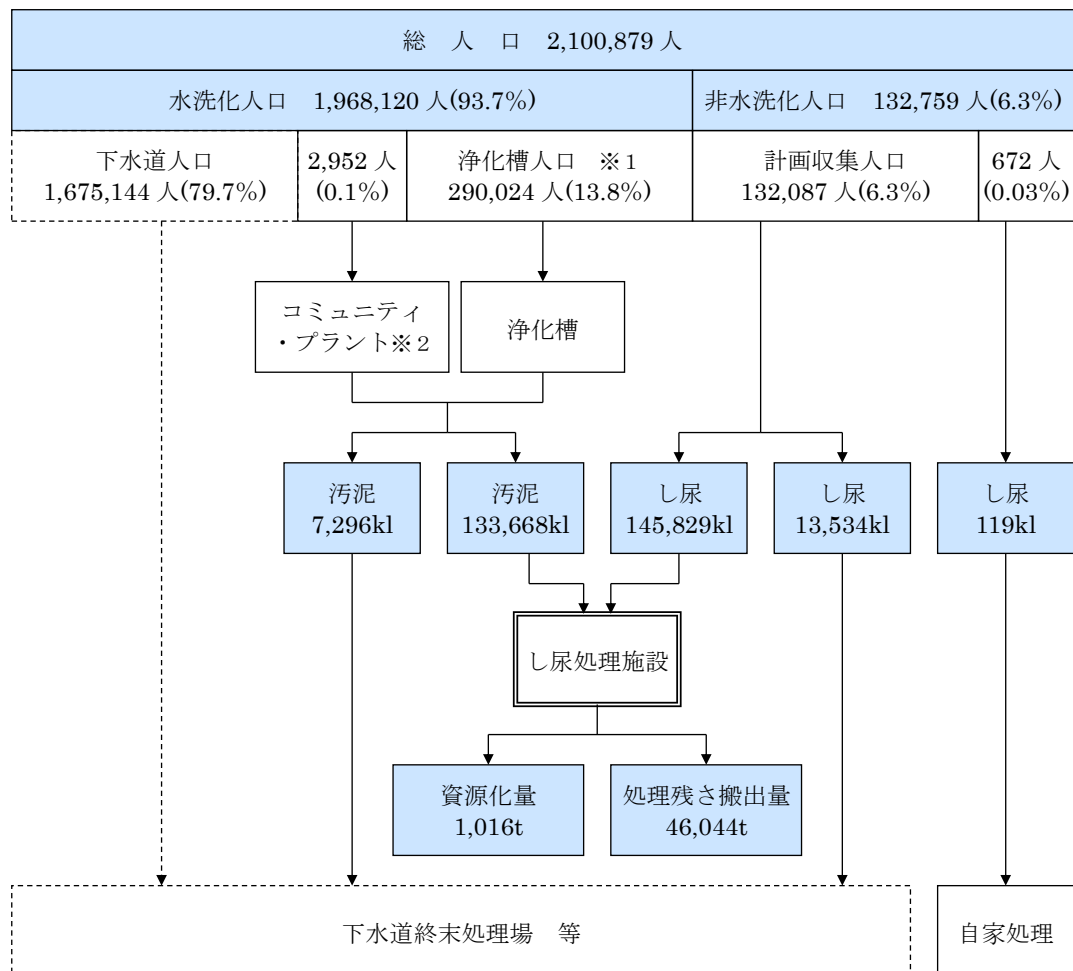 総 人 口 2,100,879 人
水洗化人口 1,968,120 人(93.7%)
非水洗化人口 132,759 人(6.3%)
下水道人口
1,675,144 人(79.7%)
2,952 人
(0.1%)
浄化槽人口 ※1
290,024 人(13.8%)
計画収集人口
132,087 人(6.3%)
672 人
(0.03%)
コミュニティ
・プラント※2
浄化槽
汚泥
7,296kl
汚泥
133,668kl
し尿
145,829kl
し尿
13,534kl
し尿
119kl
し尿処理施設
資源化量
1,016t
処理残さ搬出量
46,044t
下水道終末処理場 等
自家処理